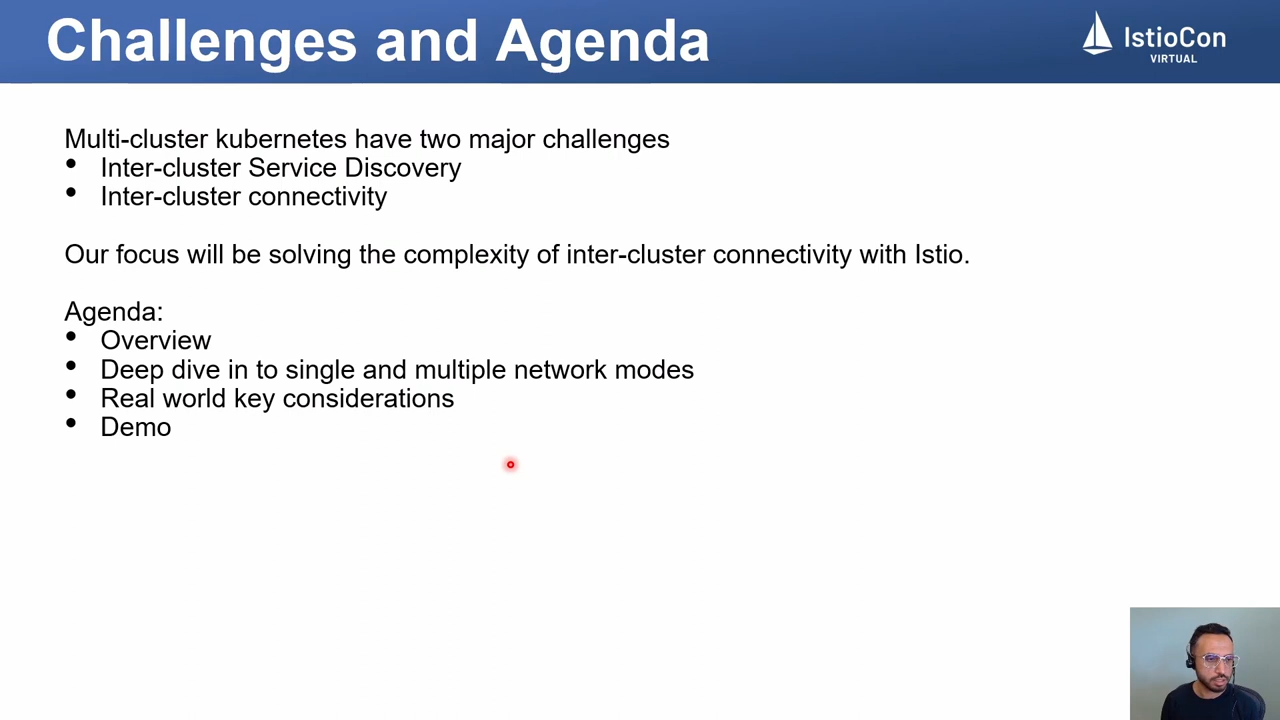 Challenges and Agenda
IstioCon
VIRTUAL
Multi-cluster kubernetes have two major challenges
• Inter-cluster Service Discovery
• Inter-cluster connectivity
Our focus will be solving the complexity of inter-cluster connectivity with Istio.
Agenda:
• Overview
• Deep dive in to single and multiple network modes
• Real world key considerations
• Demo